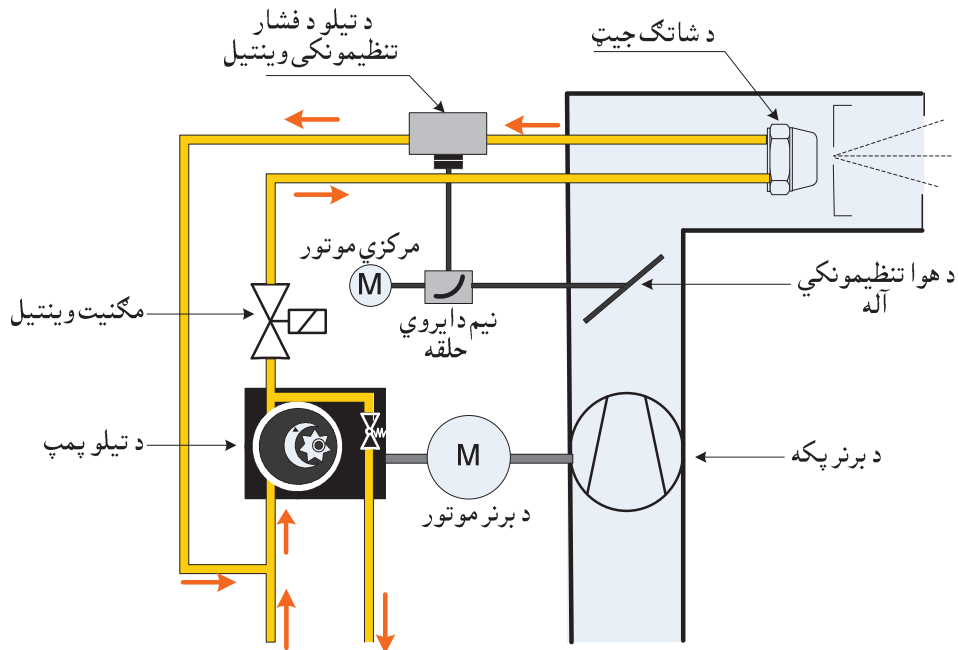 د تیلو د فشار
تنظیمونکی وینتیل
د شاتګ جیټ
مرکزي موتور
M
د هوا تنظیمونکي
آله
نیم دایروي
حلقه
مګنیت وینتیل
د تیلو پمپ
M
د برنر پکه
د برنر موتور